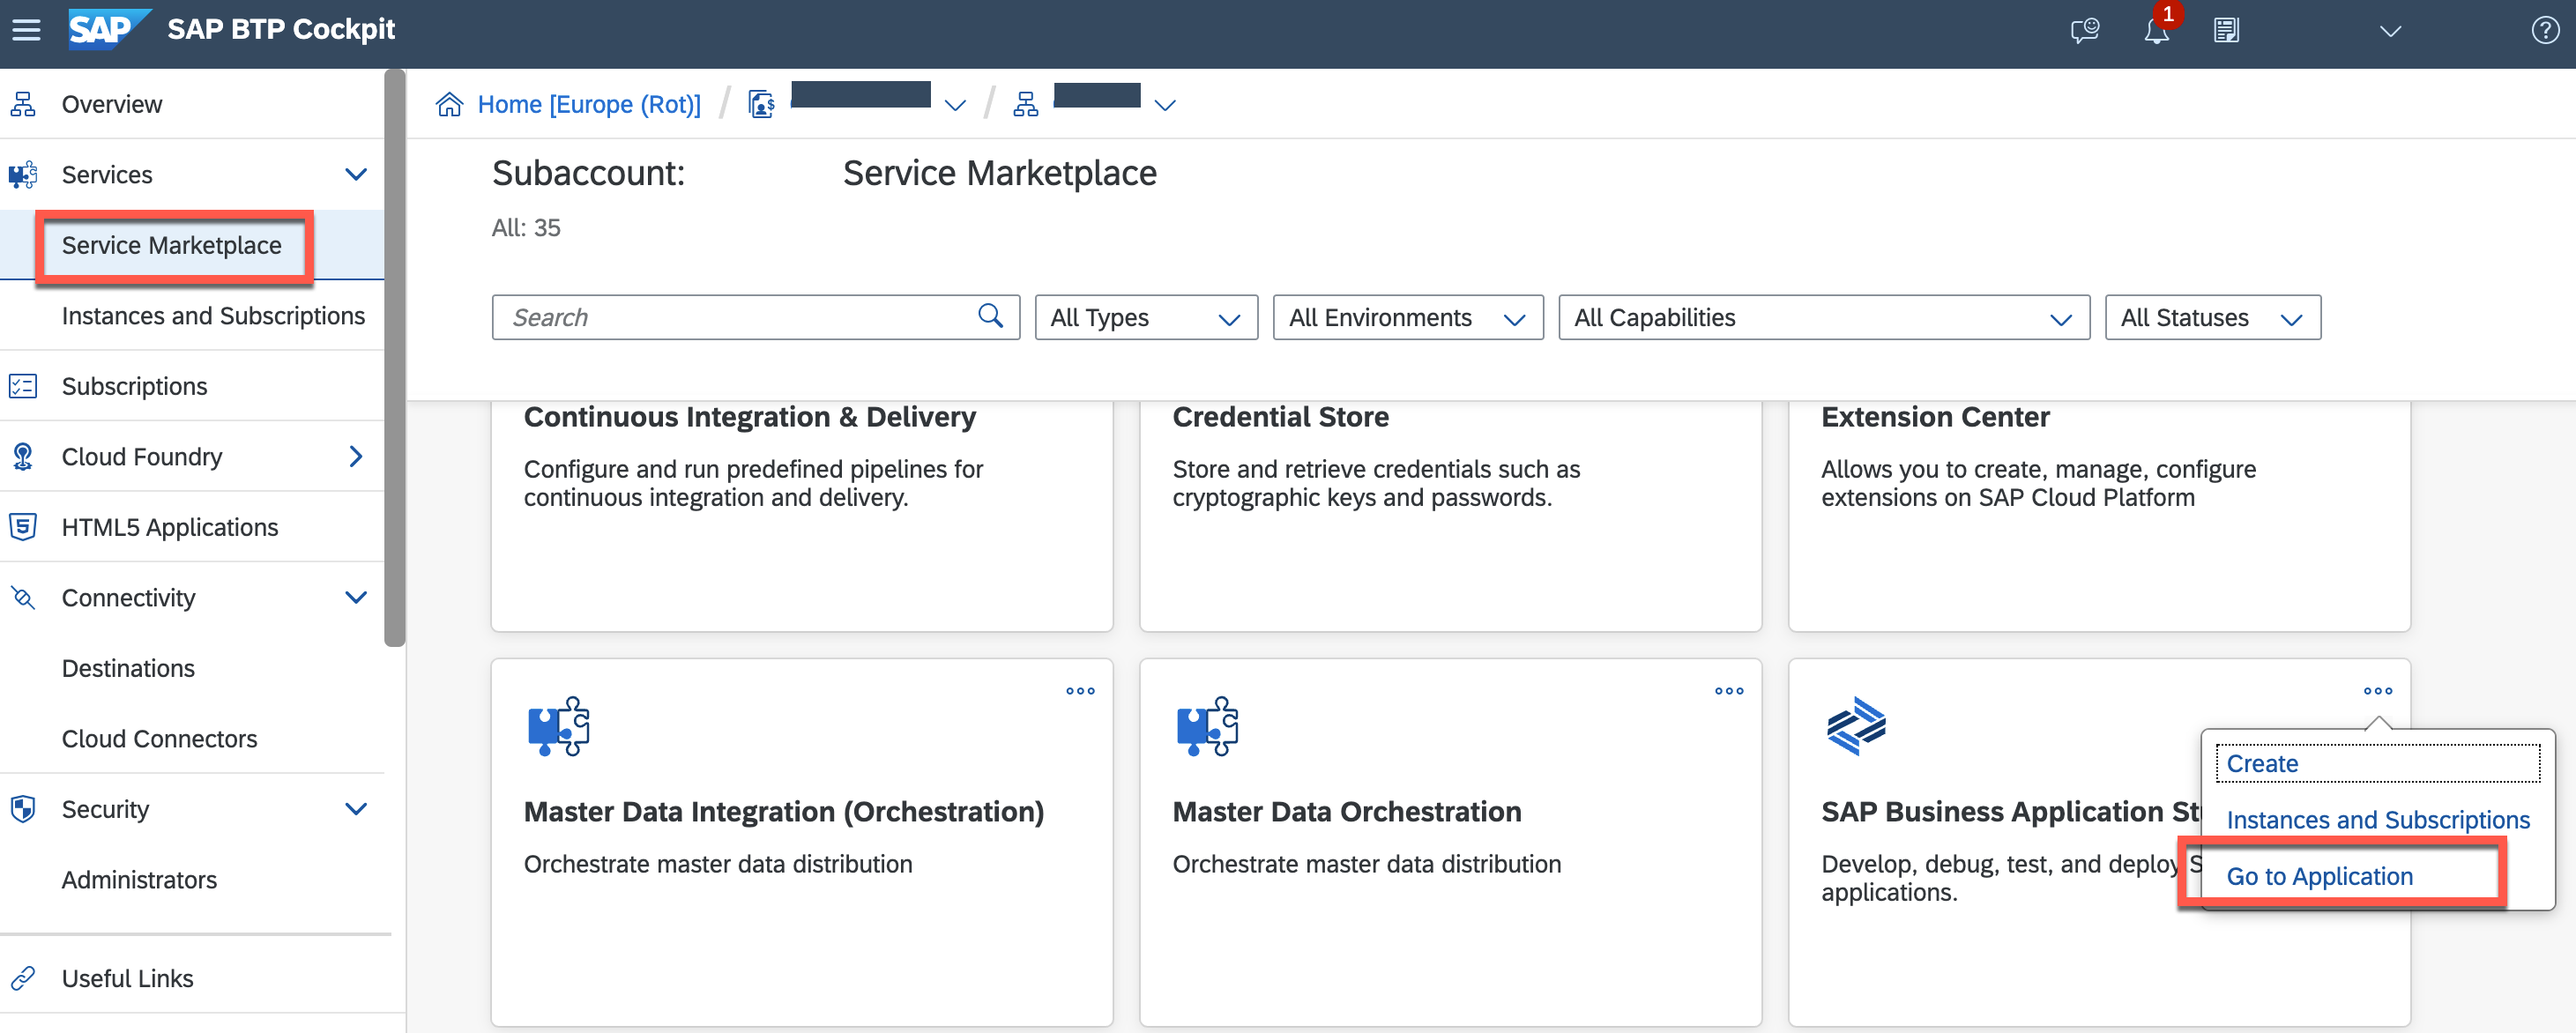 SAP SAP BTP Cockpit
1
Overview
Services
Service Marketplace
Instances and Subscriptions
Subscriptions
Cloud Foundry
HTML5 Applications
Connectivity
Destinations
Cloud Connectors
Security
Administrators
Useful Links
Home [Europe (Rot)] / /
Subaccount: Service Marketplace
All: 35
Search
All Types
All Environments
All Capabilities
All Statuses
Continuous Integration & Delivery
Configure and run predefined pipelines for
continuous integration and delivery.
Credential Store
Store and retrieve credentials such as
cryptographic keys and passwords.
Extension Center
Allows you to create, manage, configure
extensions on SAP Cloud Platform
Master Data Integration (Orchestration)
Orchestrate master data distribution
Master Data Orchestration
Orchestrate master data distribution
SAP Business Application St
Develop, debug, test, and deploy S
applications.
Create
Instances and Subscriptions
Go to Application